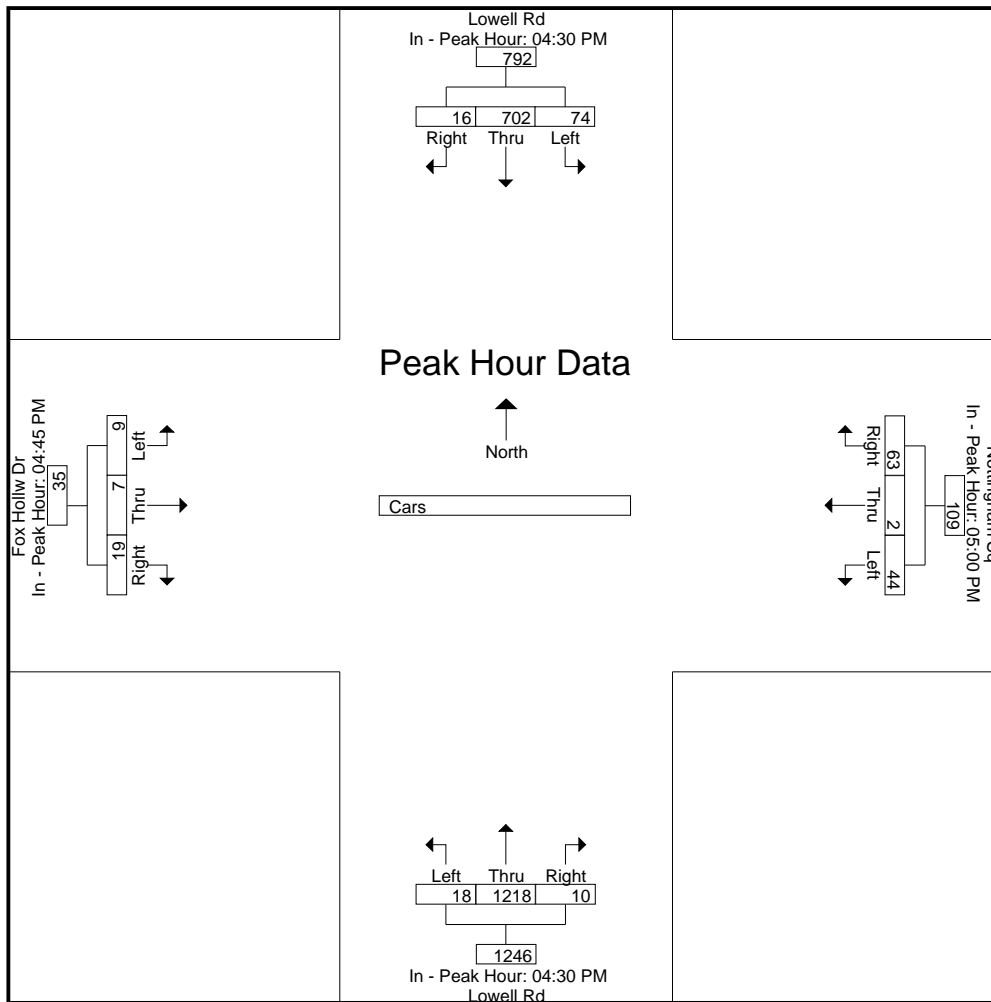 Lowell Rd
In - Peak Hour: 04:30 PM
792
16 702 74
Right Thru Left
Peak Hour Data
North
Cars
Fox Hollw Dr
In - Peak Hour: 04:45 PM
35
9 7 19
Left Thru Right
In - Peak Hour: 05:00 PM
109
63 2 44
Right Thru Left
Left Thru Right
18 1218 10
1246
In - Peak Hour: 04:30 PM
Lowell Rd